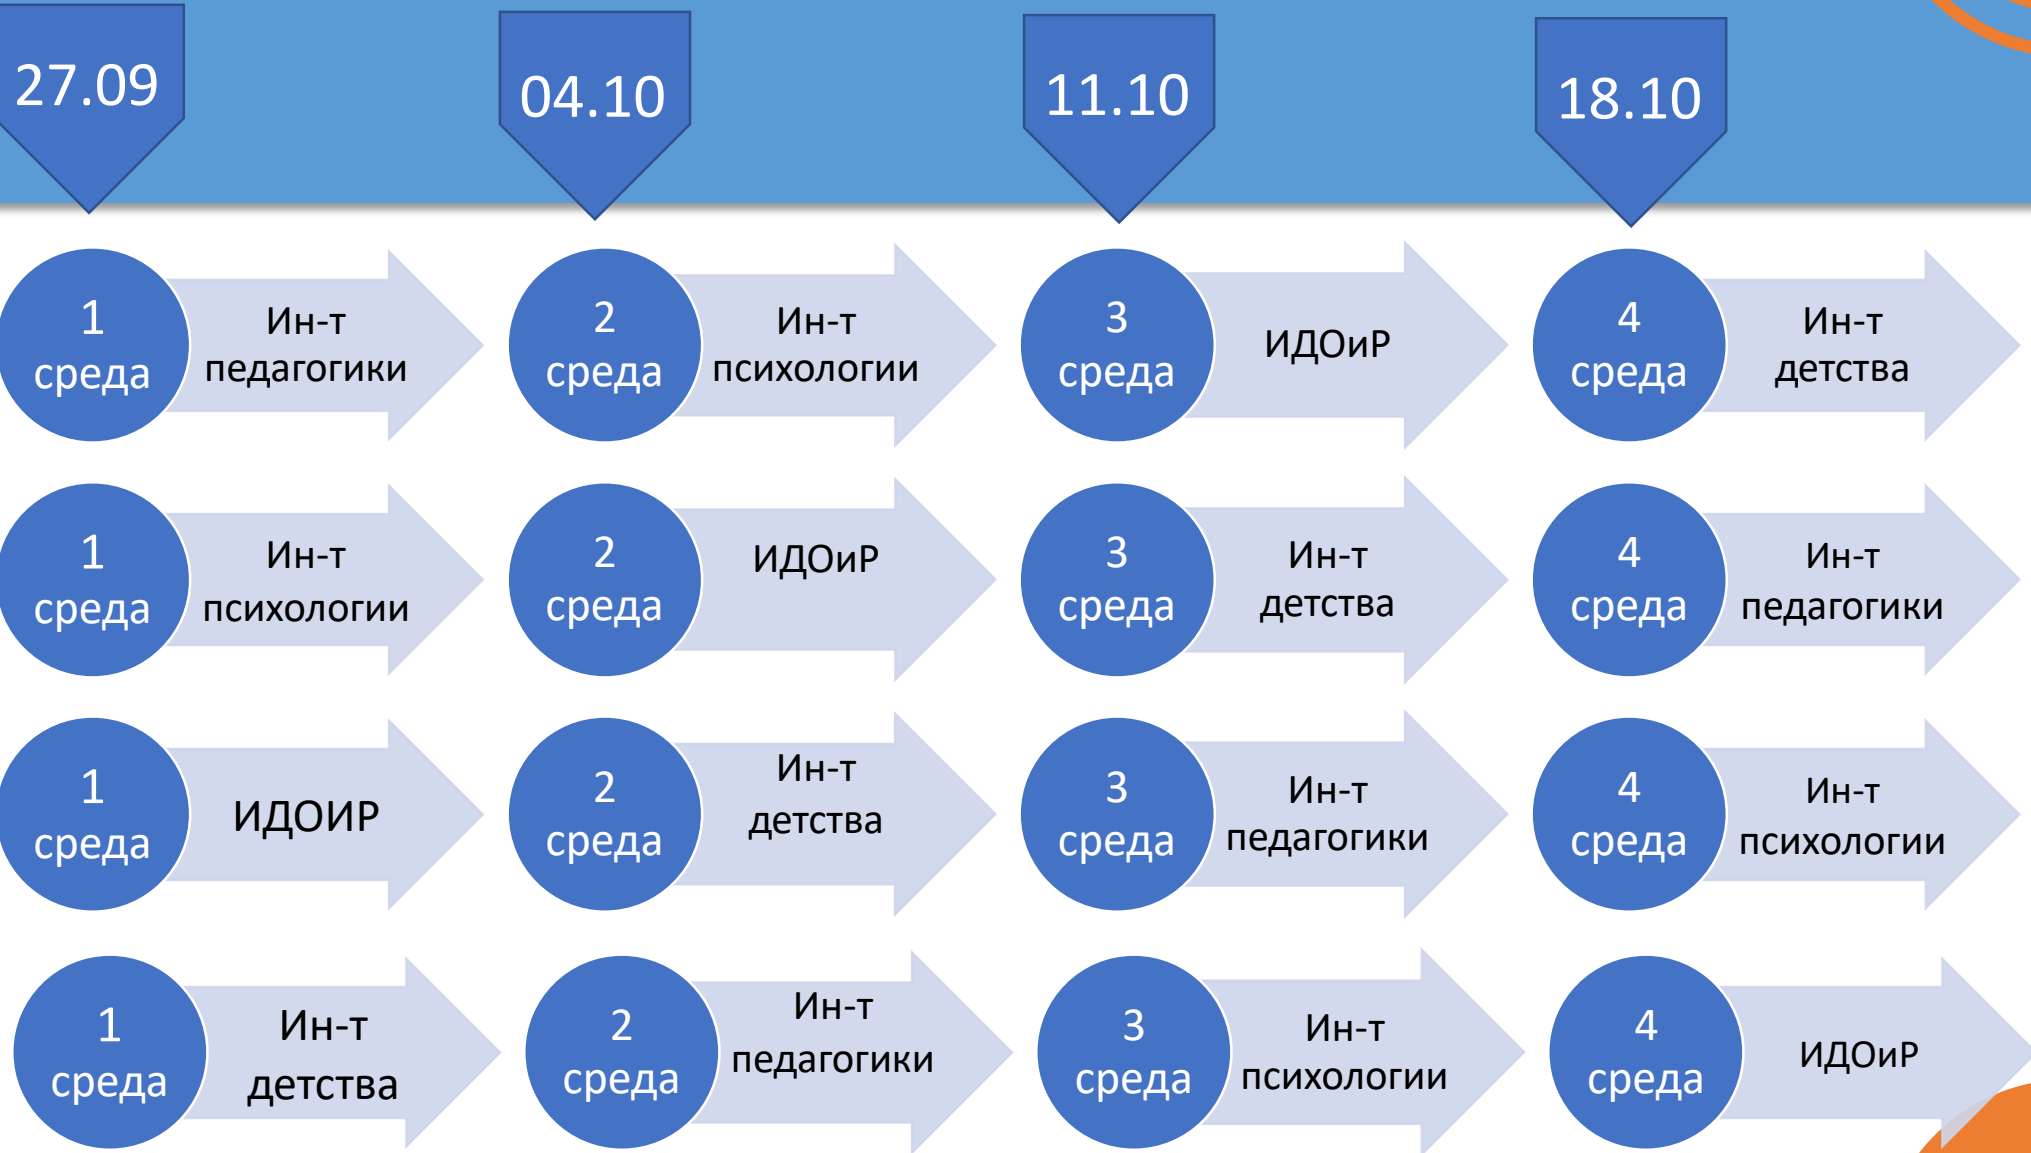 27.09
04.10
11.10
18.10
1
среда
Ин-т
педагогики
2
среда
Ин-т
психологии
3
среда
ИДОиР
4
среда
Ин-т
детства
1
среда
Ин-т
психологии
2
среда
ИДОиР
3
среда
Ин-т
детства
4
среда
Ин-т
педагогики
1
среда
ИДОИР
2
среда
Ин-т
детства
3
среда
Ин-т
педагогики
4
среда
Ин-т
психологии
1
среда
Ин-т
детства
2
среда
Ин-т
педагогики
3
среда
Ин-т
психологии
4
среда
ИДОиР